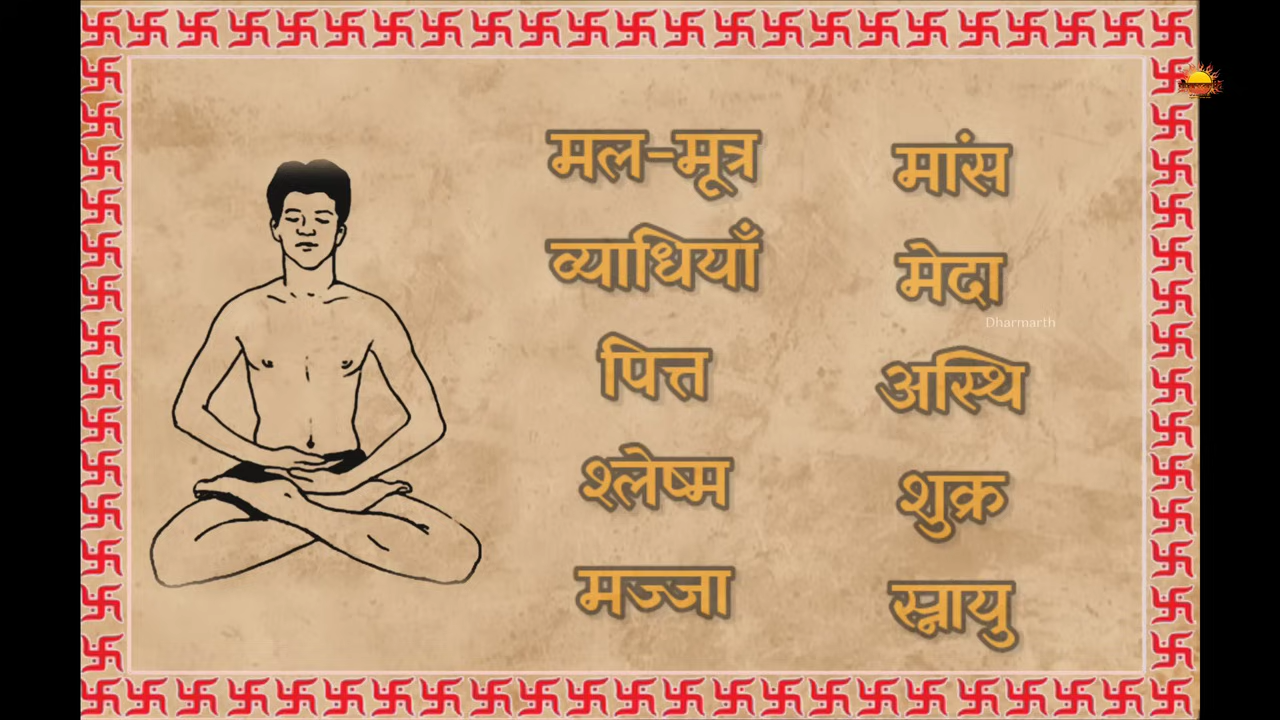 मल-मूत्र
व्याधियाँ
पित्त
श्लेष्म
मज्जा
मांस
मेदा
अस्थि
शुक्र
स्नायु
Dharmarth